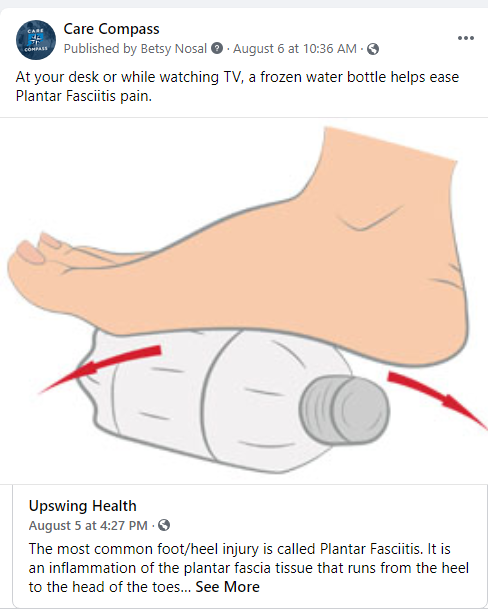 CARE
COMPASS
Care Compass
Published by Betsy Nosal · August 6 at 10:36 AM ·
At your desk or while watching TV, a frozen water bottle helps ease
Plantar Fasciitis pain.
Upswing Health
August 5 at 4:27 PM ·
The most common foot/heel injury is called Plantar Fasciitis. It is
an inflammation of the plantar fascia tissue that runs from the heel
to the head of the toes... See More